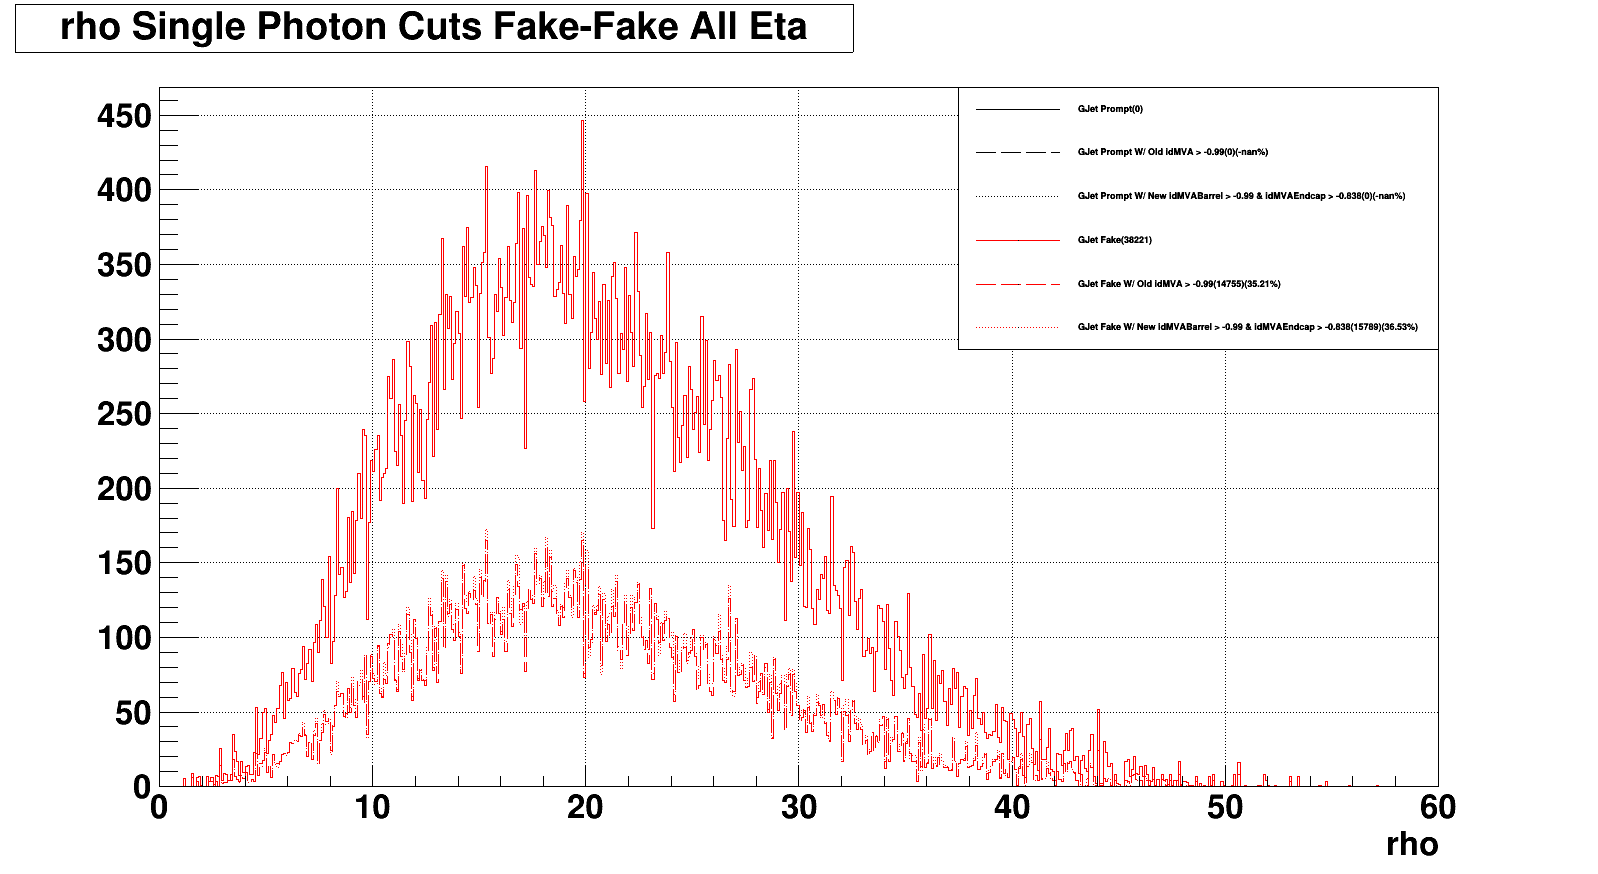 rho Single Photon Cuts Fake-Fake All Eta
450
400
350
300
250
200
150
100
50
0
0 10 20 30 40 50 60
rho
GJet Prompt(0)
GJet Prompt W/ Old idMVA > -0.99(0)(-nan%)
GJet Prompt W/ New idMVABarrel > -0.99 & idMVAEndcap > -0.838(0)(-nan%)
GJet Fake(38221)
GJet Fake W/ Old idMVA > -0.99(14755)(35.21%)
GJet Fake W/ New idMVABarrel > -0.99 & idMVAEndcap > -0.838(15789)(36.53%)